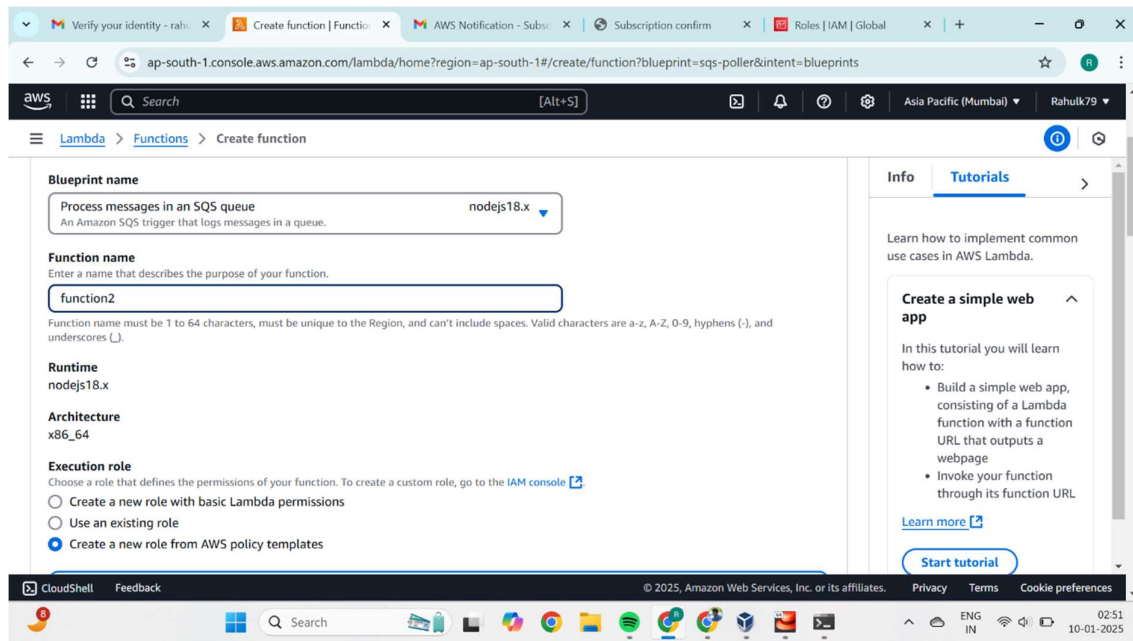 Verify your identity - rahu
Create function | Function
AWS Notification - Subsc
Subscription confirm
Roles | IAM | Global
ap-south-1.console.aws.amazon.com/lambda/home?region=ap-south-1#/create/function?blueprint=sqs-poller&intent=blueprints
R
aws
Search
[Alt+S]
Asia Pacific (Mumbai)
Rahulk79
Lambda > Functions > Create function
Blueprint name
Process messages in an SQS queue
nodejs18.x
An Amazon SQS trigger that logs messages in a queue.
Function name
Enter a name that describes the purpose of your function.
function2
Function name must be 1 to 64 characters, must be unique to the Region, and can't include spaces. Valid characters are a-z, A-Z, 0-9, hyphens (-), and
underscores (_).
Runtime
nodejs18.x
Architecture
x86_64
Execution role
Choose a role that defines the permissions of your function. To create a custom role, go to the IAM console.
Create a new role with basic Lambda permissions
Use an existing role
Create a new role from AWS policy templates
Info
Tutorials
Learn how to implement common
use cases in AWS Lambda.
Create a simple web
app
In this tutorial you will learn
how to:
• Build a simple web app,
consisting of a Lambda
function with a function
URL that outputs a
webpage
• Invoke your function
through its function URL
Learn more
Start tutorial
CloudShell
Feedback
© 2025, Amazon Web Services, Inc. or its affiliates.
Privacy
Terms
Cookie preferences
8
Search
R
ENG
IN
02:51
10-01-2025